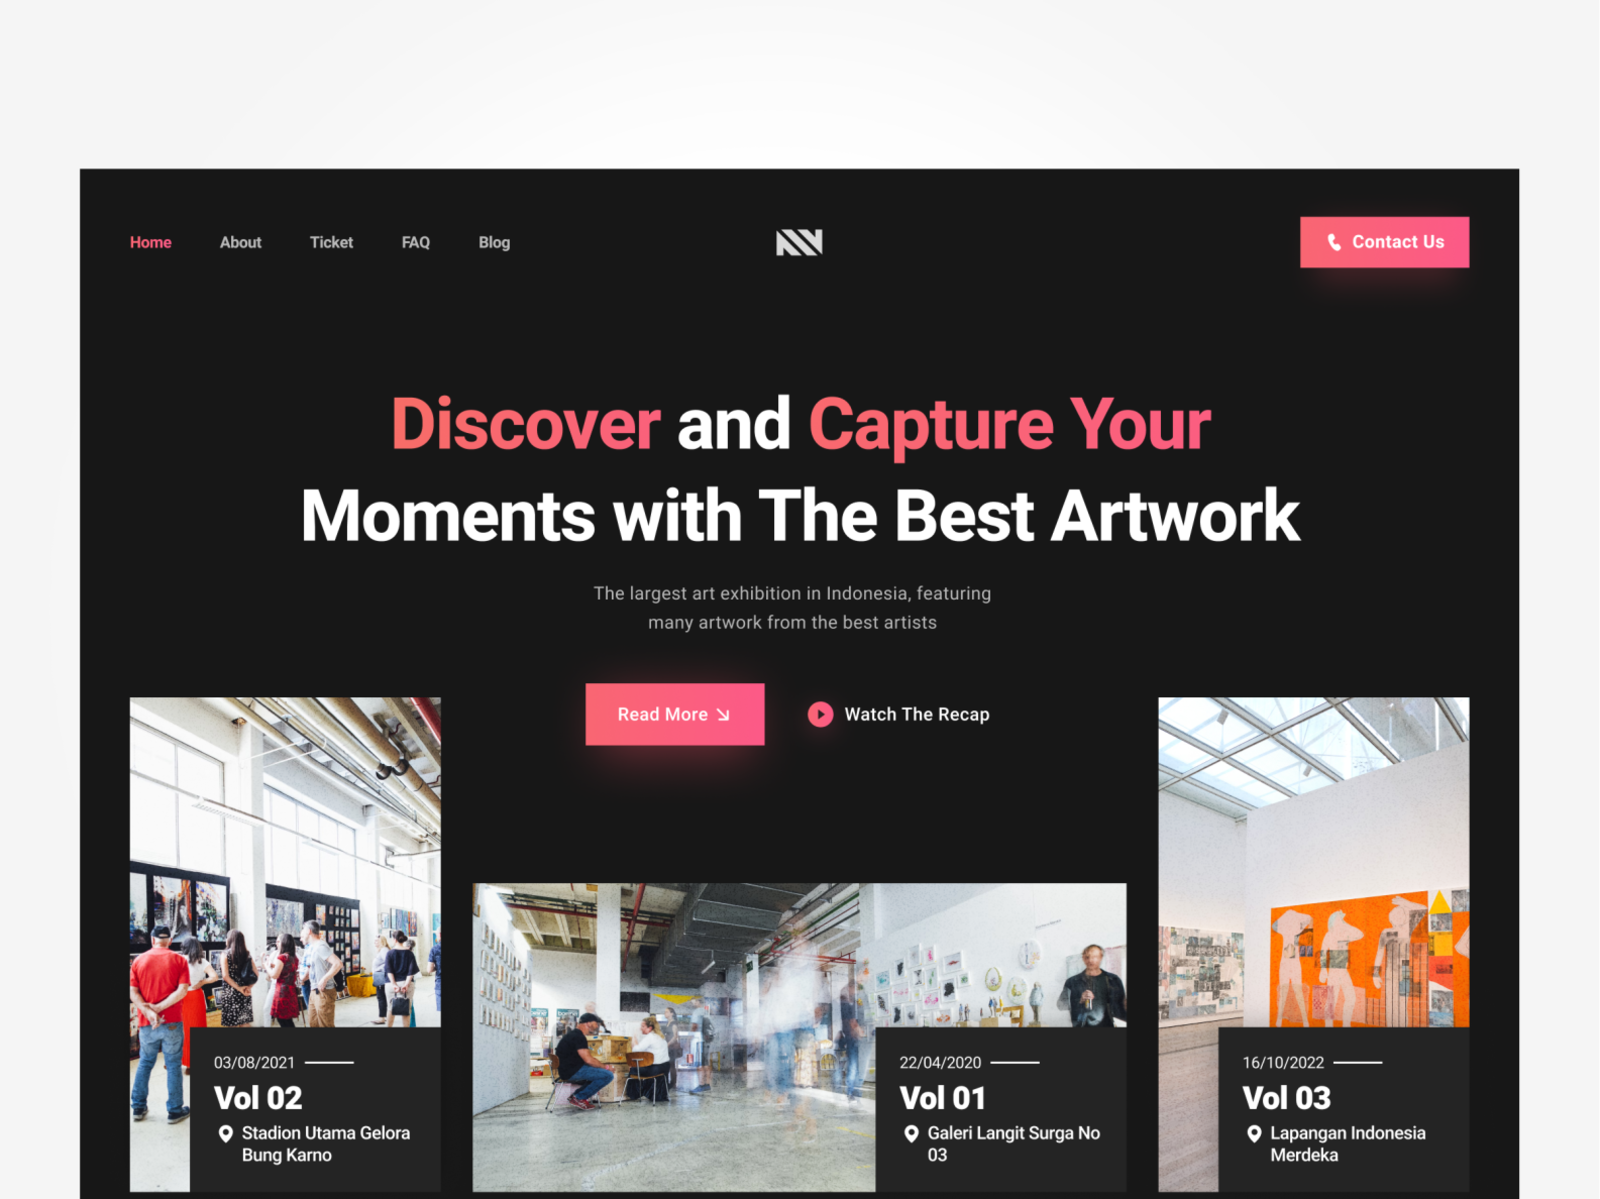 Home
About
Ticket
FAQ
Blog
Contact Us
Discover and Capture Your
Moments with The Best Artwork
The largest art exhibition in Indonesia, featuring
many artwork from the best artists
Read More
Watch The Recap
03/08/2021
Vol 02
Stadion Utama Gelora
Bung Karno
22/04/2020
Vol 01
Galeri Langit Surga No
03
16/10/2022
Vol 03
Lapangan Indonesia
Merdeka